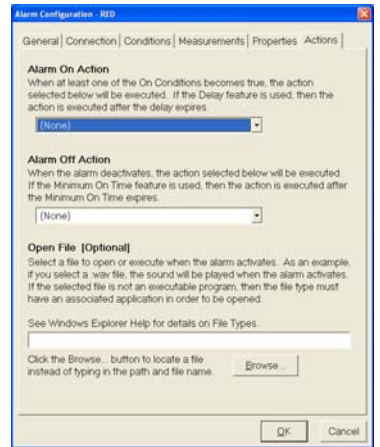 Alarm Configuration - RED
General Connection Conditions Measurements Properties Actions
Alarm On Action
When at least one of the On Conditions becomes true, the action
selected below will be executed. If the Delay feature is used, then the
action is executed after the delay expires.
(None)
Alarm Off Action
When the alarm deactivates, the action selected below will be executed.
If the Minimum On Time feature is used, then the action is executed after
the Minimum On Time expires.
(None)
Open File [Optional]
Select a file to open or execute when the alarm activates. As an example,
if you select a .wav file, the sound will be played when the alarm activates.
If the selected file is not an executable program, then the file type must
have an associated application in order to be opened.
See Windows Explorer Help for details on File Types.
Click the Browse... button to locate a file
instead of typing in the path and file name.
Browse...
OK Cancel